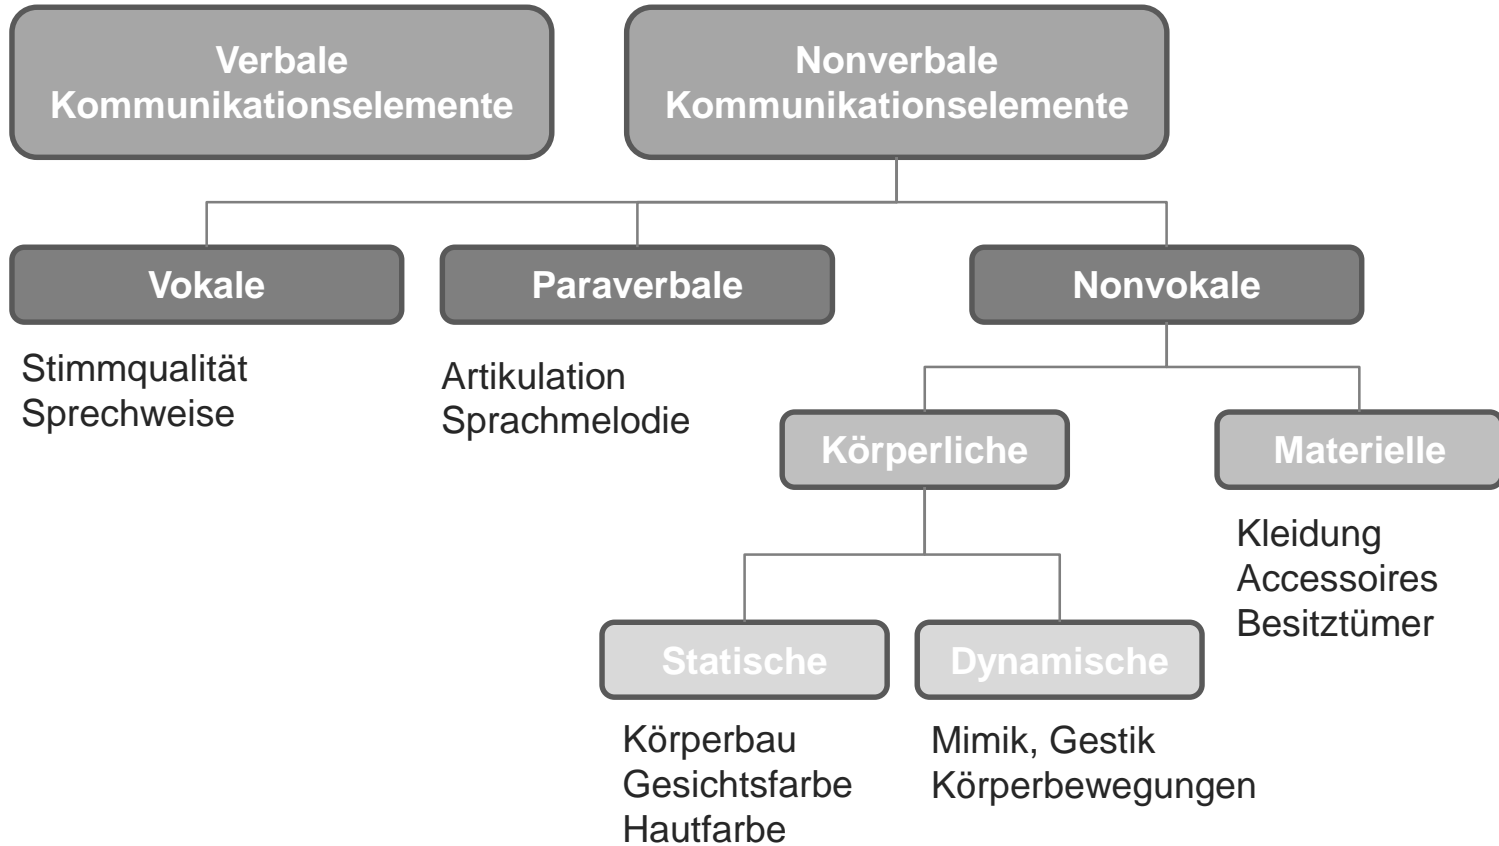 Verbale
Kommunikationselemente
Nonverbale
Kommunikationselemente
Vokale
Paraverbale
Nonvokale
Stimmqualität
Sprechweise
Artikulation
Sprachmelodie
Körperliche
Materielle
Kleidung
Accessoires
Besitztümer
Statische
Dynamische
Körperbau
Gesichtsfarbe
Hautfarbe
Mimik, Gestik
Körperbewegungen